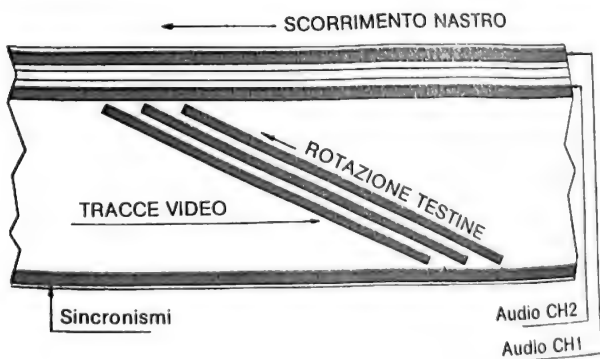 SCORRIMENTO NASTRO
ROTAZIONE TESTINE
TRACCE VIDEO
Sincronismi
Audio CH2
Audio CH1